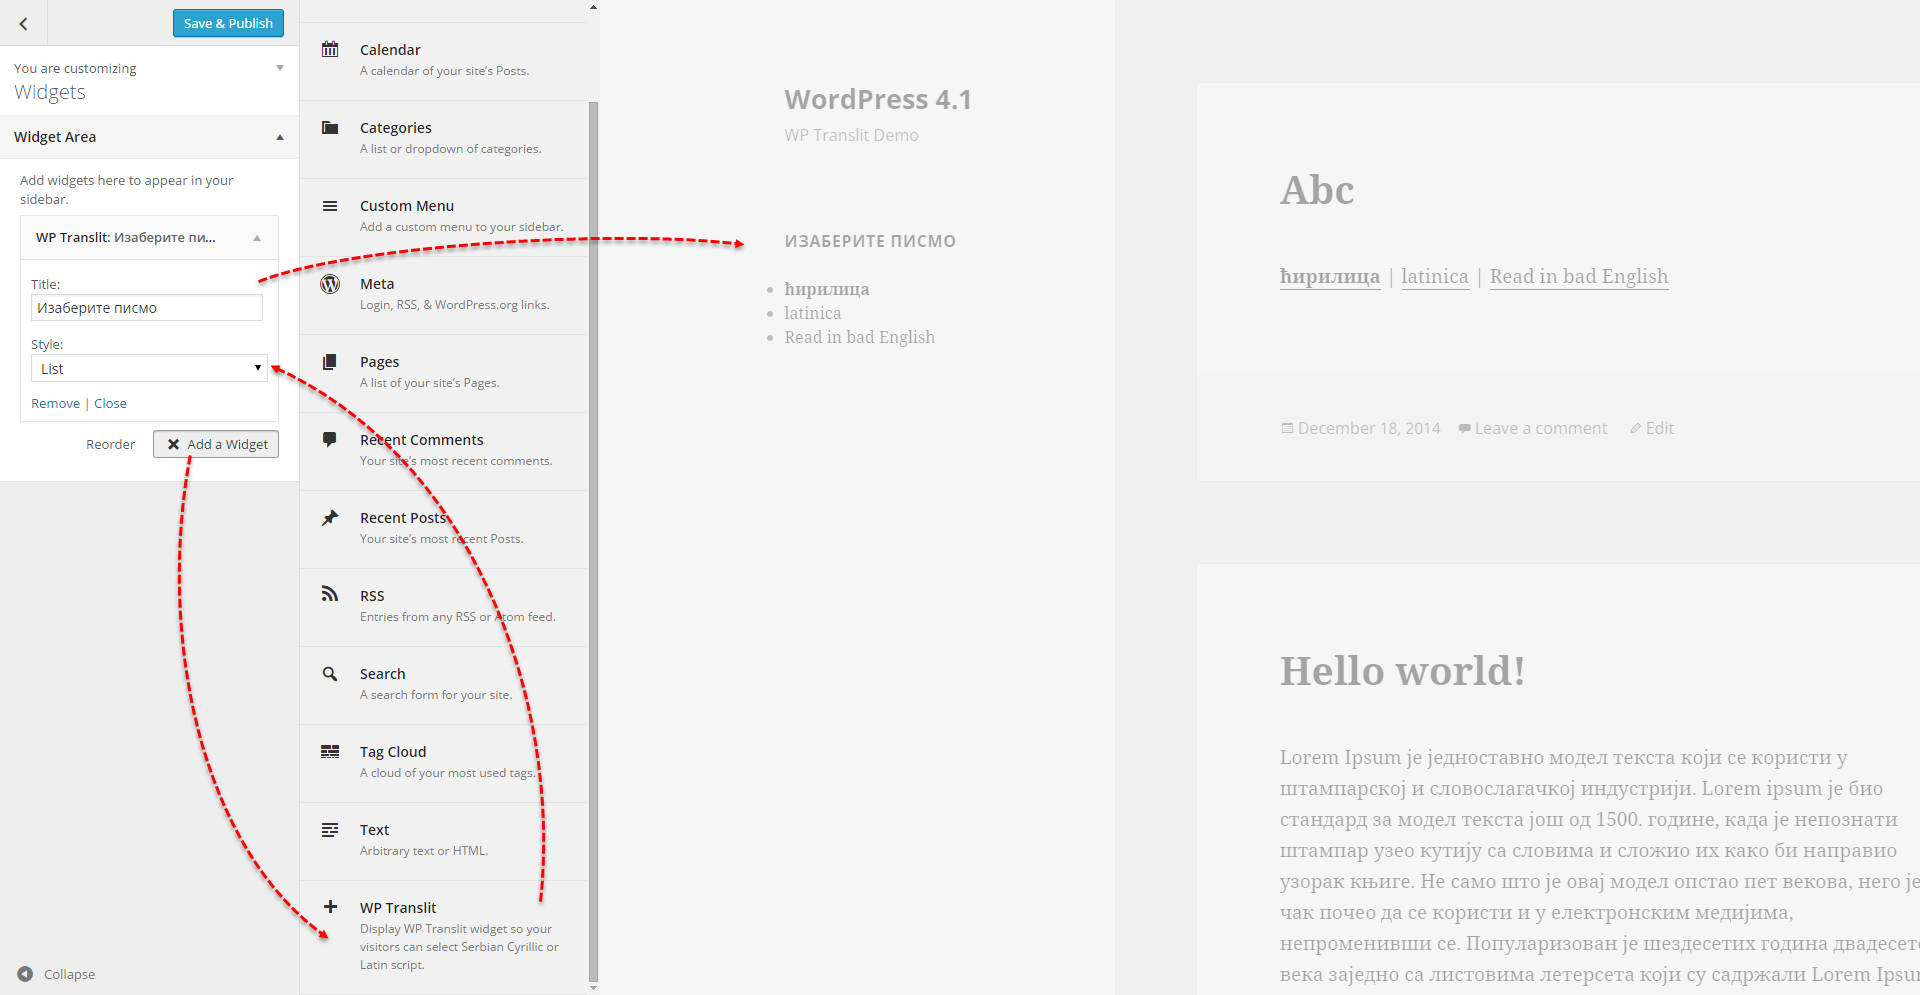 Save & Publish
You are customizing
Widgets
Widget Area
Add widgets here to appear in your
sidebar.
WP Translit: Изаберите пи...
Title:
Изаберите писмо
Style:
List
Remove | Close
Reorder
Add a Widget
Collapse
Calendar
A calendar of your site's Posts.
Categories
A list or dropdown of categories.
Custom Menu
Add a custom menu to your sidebar.
Meta
Login, RSS, & WordPress.org links.
Pages
A list of your site's Pages.
Recent Comments
Your site's most recent comments.
Recent Posts
Your site's most recent Posts.
RSS
Entries from any RSS or Atom feed.
Search
A search form for your site.
Tag Cloud
A cloud of your most used tags.
Text
Arbitrary text or HTML.
WP Translit
Display WP Translit widget so your
visitors can select Serbian Cyrillic or
Latin script.
WordPress 4.1
WP Translit Demo
ИЗАБЕРИТЕ ПИСМО
ћирилица
latinica
Read in bad English
Abc
ћирилица | latinica | Read in bad English
December 18, 2014 Leave a comment Edit
Hello world!
Lorem Ipsum је једноставно модел текста који се користи у
штампарској и словослагачкој индустрији. Lorem ipsum је био
стандард за модел текста још од 1500. године, када је непознати
штампар узео кутију са словима и сложио их како би направио
узорак књиге. Не само што је овај модел опстао пет векова, него је
чак почео да се користи и у електронским медијима,
непроменивши се. Популаризован је шездесетих година двадесет
века заједно са листовима летерсета који су садржали Lorem Ipsu